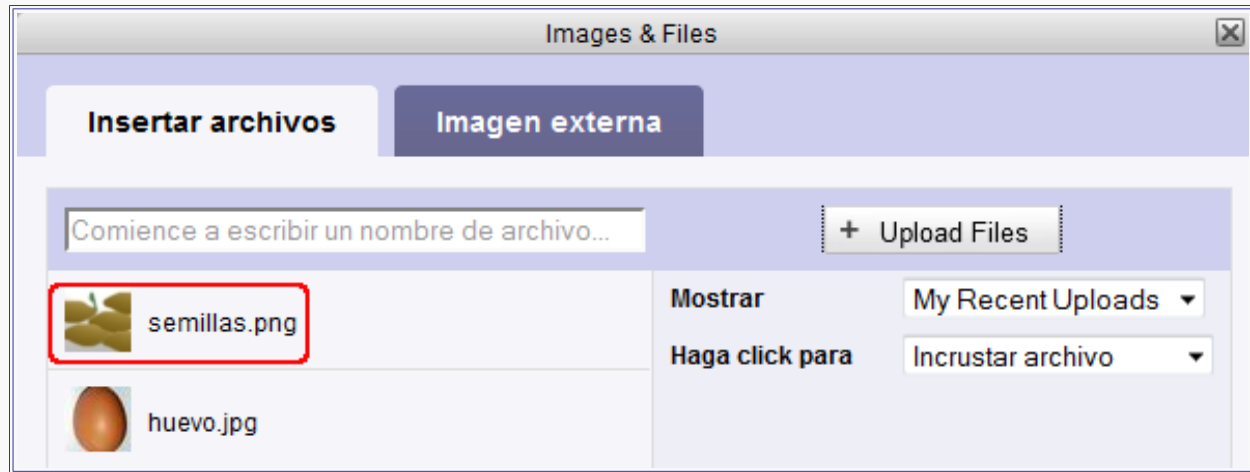 Images & Files
Insertar archivos
Imagen externa
Comience a escribir un nombre de archivo...
+ Upload Files
semillas.png
huevo.jpg
Mostrar
My Recent Uploads
Haga click para
Incrustar archivo